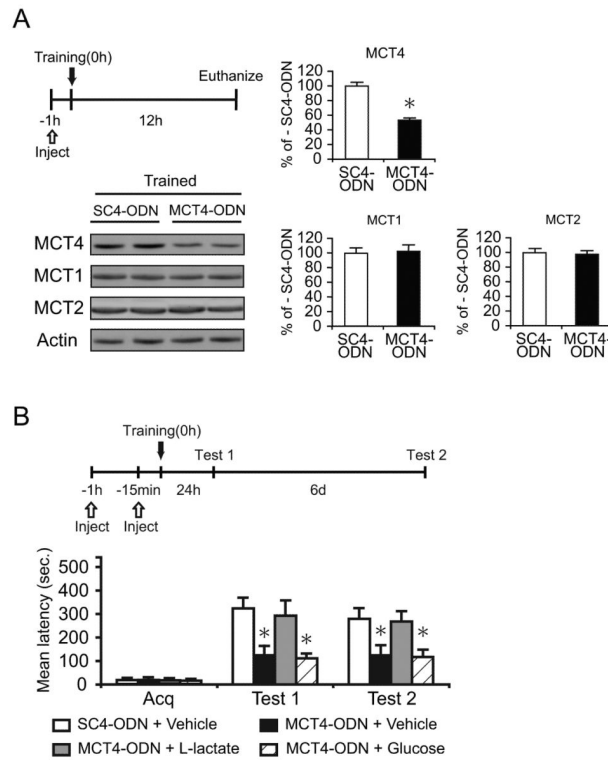 A
Training(0h)
Euthanize
-1h
12h
Inject
Trained
SC4-ODN MCT4-ODN
MCT4
MCT1
MCT2
Actin
MCT4
% of - SC4-ODN
120
100
80
60
40
20
0
*
SC4-
ODN
MCT4-
ODN
MCT1
% of - SC4-ODN
120
100
80
60
40
20
0
SC4-
ODN
MCT4-
ODN
MCT2
% of - SC4-ODN
120
100
80
60
40
20
0
SC4-
ODN
MCT4-
ODN
B
Training(0h)
Test 1
Test 2
-1h
-15min
24h
6d
Inject
Inject
Mean latency (sec.)
500
400
300
200
100
0
* * * *
Acq Test 1 Test 2
SC4-ODN + Vehicle
MCT4-ODN + Vehicle
MCT4-ODN + L-lactate
MCT4-ODN + Glucose